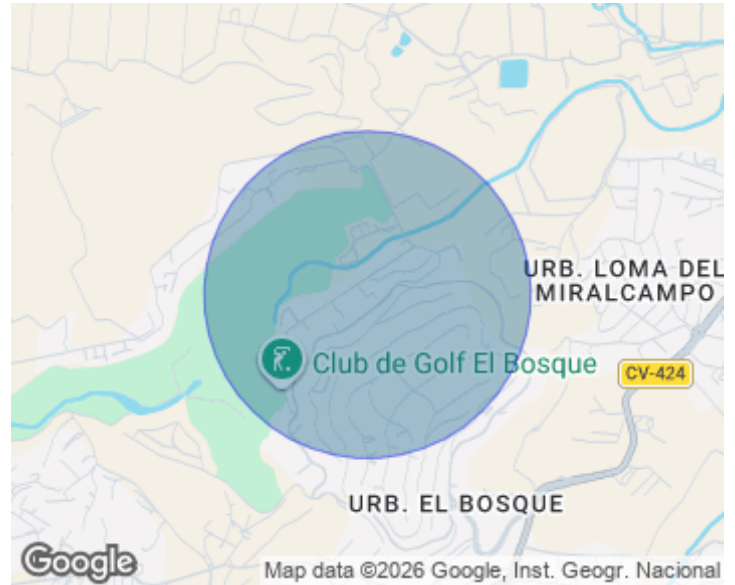 URB. LOMA DEL
MIRALCAMPO
Club de Golf El Bosque
CV-424
URB. EL BOSQUE
Google
Map data ©2026 Google, Inst. Geogr. Nacional